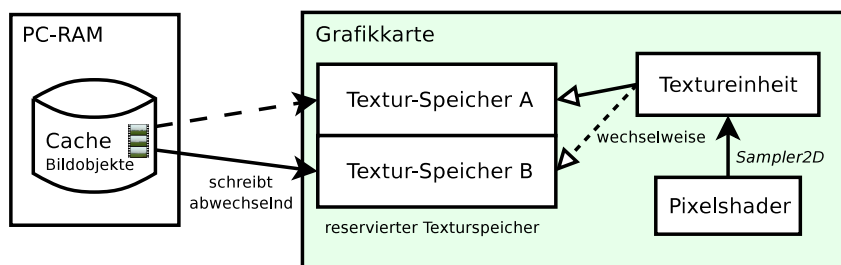 PC-RAM
Cache
Bildobjekte
schreibt
abwechselnd
Grafikkarte
Textur-Speicher A
Textur-Speicher B
reservierter Texturspeicher
wechselweise
Textureinheit
Sampler2D
Pixelshader